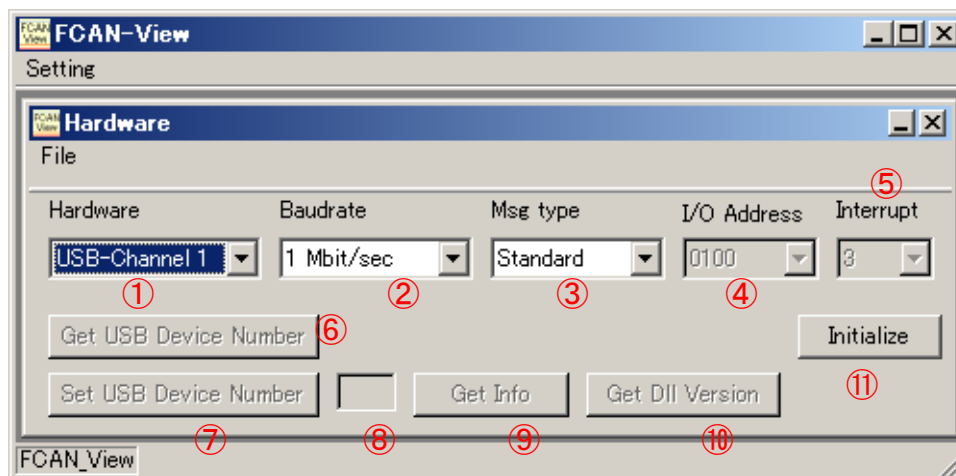 FCAN View FCAN-View
Setting
FCAN View Hardware
File
⑤
Hardware Baudrate Msg type I/O Address Interrupt
USB-Channel 1 1 Mbit/sec Standard 0100 3
① ② ③ ④
Get USB Device Number ⑥ Initialize
Set USB Device Number Get Info Get Dll Version ⑪
⑦ ⑧ ⑨ ⑩
FCAN_View